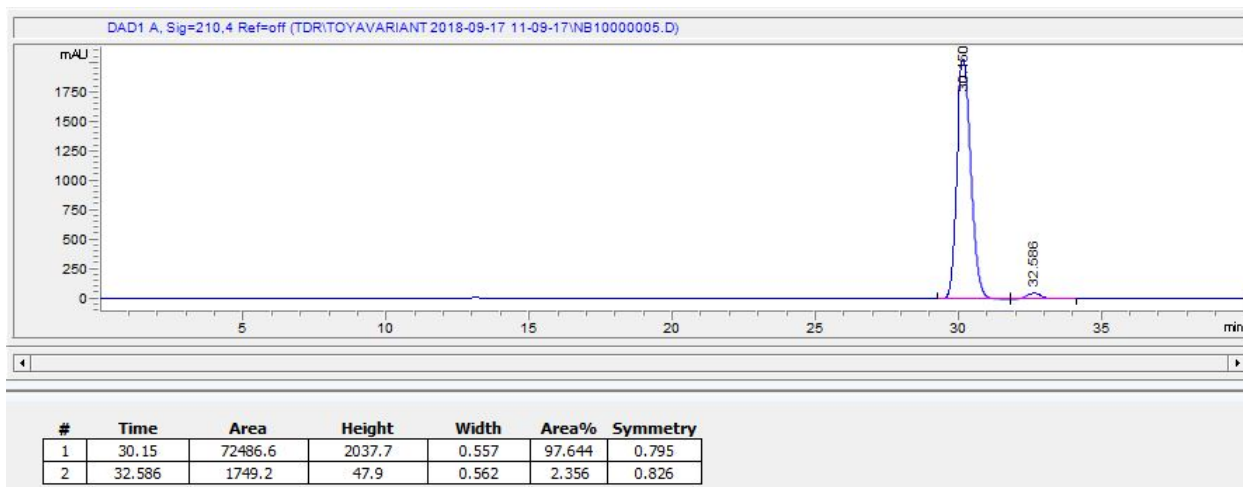 DAD1 A, Sig=210,4 Ref=off (TDR\TOYAVARIANT 2018-09-17 11-09-17\NB10000005.D)
mAU
1750
1500
1250
1000
750
500
250
0
32.586
5 10 15 20 25 30 35 min
# Time Area Height Width Area% Symmetry
1 30.15 72486.6 2037.7 0.557 97.644 0.795
2 32.586 1749.2 47.9 0.562 2.356 0.826